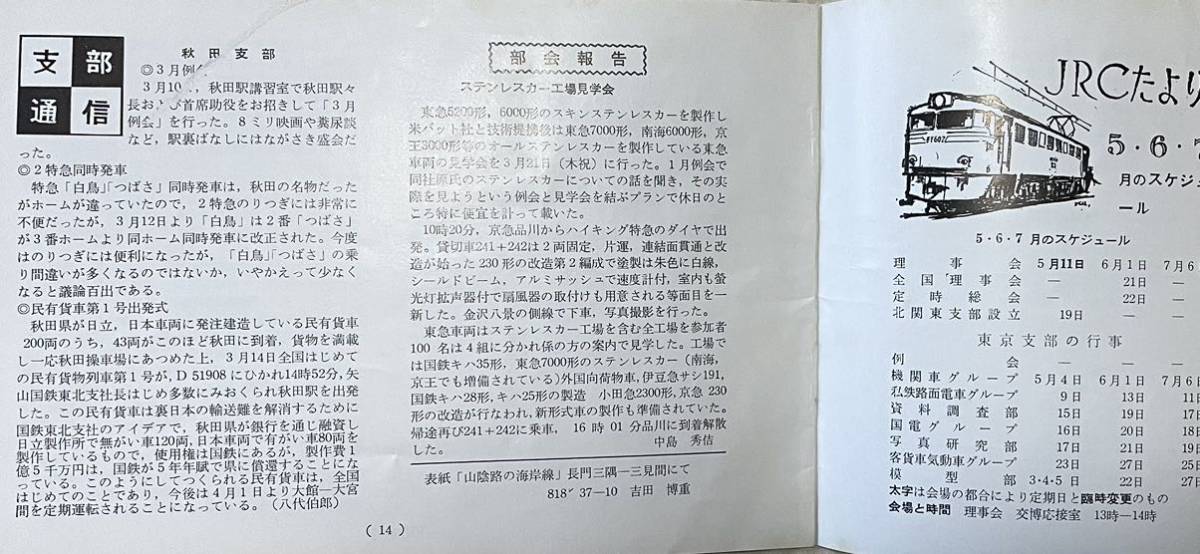 支部
通信
秋田支部
◎3月例
3月10、秋田駅講習室で秋田駅々
長および首席助役をお招きして「3月
例会」を行った。8ミリ映画や糞尿談
など，駅裏ばなしにはながさき盛会だ
った。
◎2特急同時発車
特急「白鳥」「つばさ」同時発車は，秋田の名物だった
がホームが違っていたので，2特急のりつぎには非常に
不便だったが，3月12日より「白鳥」は2番「つばさ」
が3番ホームより同ホーム同時発車に改正された。今度
はのりつぎには便利になったが，「白鳥」「つばさ」の乗
り間違いが多くなるのではないか，いやかえって少なく
なると議論百出である。
◎民有貨車第1号出発式
秋田県が日立，日本車両に発注建造している民有貨車
200両のうち，43両がこのほど秋田に到着，貨物を満載
し一応秋田操車場にあつめた上，3月14日全国はじめて
の民有貨物列車第1号が，D 51908にひかれ14時52分，矢
山国鉄東北支社長はじめ多数にみおくられ秋田駅を出発
した。この民有貨車は裏日本の輸送難を解消するために
国鉄東北支社のアイデアで，秋田県が銀行を通じ融資し
日立製作所で無がい車120両，日本車両で有がい車80両を
製作しているもので，使用権は国鉄にあるが，製作費1
億5千万円は，国鉄が5年年賦で県に償還することにな
っている。このようにしてつくられる民有貨車は，全国
はじめてのことであり，今後は4月1日より大館—大宮
間を定期運転されることになっている。（八代伯郎）
部会報告
ステンレスカー工場見学会
東急5200形，6000形のスキンステンレスカーを製作し
米バット社と技術提携後は東急7000形，南海6000形，京
王3000形等のオールステンレスカーを製作している東急
車両の見学会を3月21日（木祝）に行った。1月例会で
同社原氏のステンレスカーについての話を聞き，その実
際を見ようという例会と見学会を結ぶプランで休日のと
ころ特に便宜を計って載いた。
10時20分，京急品川からハイキング特急のダイヤで出
発。貸切車241+242は2両固定，片運，連結面貫通と改
造が始った230形の改造第2編成で塗製は朱色に白線，
シールドビーム，アルミサッシュで速度計付，室内も螢
光灯拡声器付で扇風器の取付けも用意される等面目を一
新した。金沢八景の側線で下車，写真撮影を行った。
東急車両はステンレスカー工場を含む全工場を参加者
100名は4組に分かれ係の方の案内で見学した。工場で
は国鉄キハ35形，東急7000形のステンレスカー（南海，
京王でも増備されている）外国向荷物車，伊豆急サシ191，
国鉄キハ28形，キハ25形の製造 小田急2300形，京急230
形の改造が行なわれ，新形式車の製作も準備されていた。
帰途再び241+242に乗車，16時01分品川に到着解散
した。 中島 秀佶
表紙「山陰路の海岸線」長門三隅—三見間にて
818 37—10 吉田 博重
（14）
JRCたより
5・6・
月のスケジュ
ール
5・6・7月のスケジュール
理事会 5月11日 6月1日 7月6
全国理事会 — 21日 —
定時総会 — 22日 —
北関東支部設立 19日 — —
東京支部の行事
例会 — — —
機関車グループ 5月4日 6月1日 7月6
私鉄路面電車グループ 9日 13日 11
資料調査部 15日 19日 17
国電グループ 16日 20日 18
写真研究部 17日 21日 19
客貨車気動車グループ 23日 27日 25
模型部 3・4・5日 22日 27
太字は会場の都合により定期日と臨時変更のもの
会場と時間 理事会 交博応接室 13時—14時